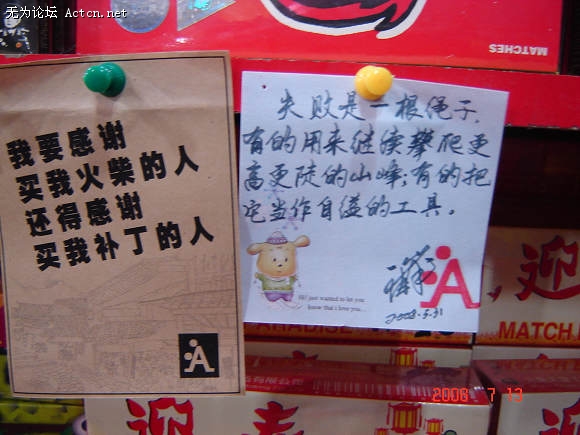 无为论坛 Actcn.net
MATCHES
我要感谢
买我火柴的人
还得感谢
买我补丁的人
失败是一根绳子,
有的用来继续攀爬更
高更陡的山峰,有的把
它当作自缢的工具。
Hi! just wanted to let you
know that i love you...
2008.5.31
迎
PARADISE
MATCH
迎 春
2008 7 13